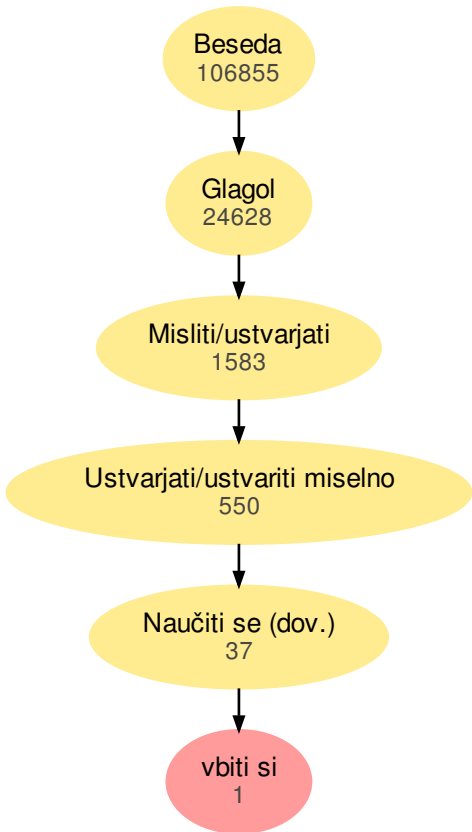 Beseda
106855
Glagol
24628
Misliti/ustvarjati
1583
Ustvarjati/ustvariti miselno
550
Naučiti se (dov.)
37
vbiti si
1